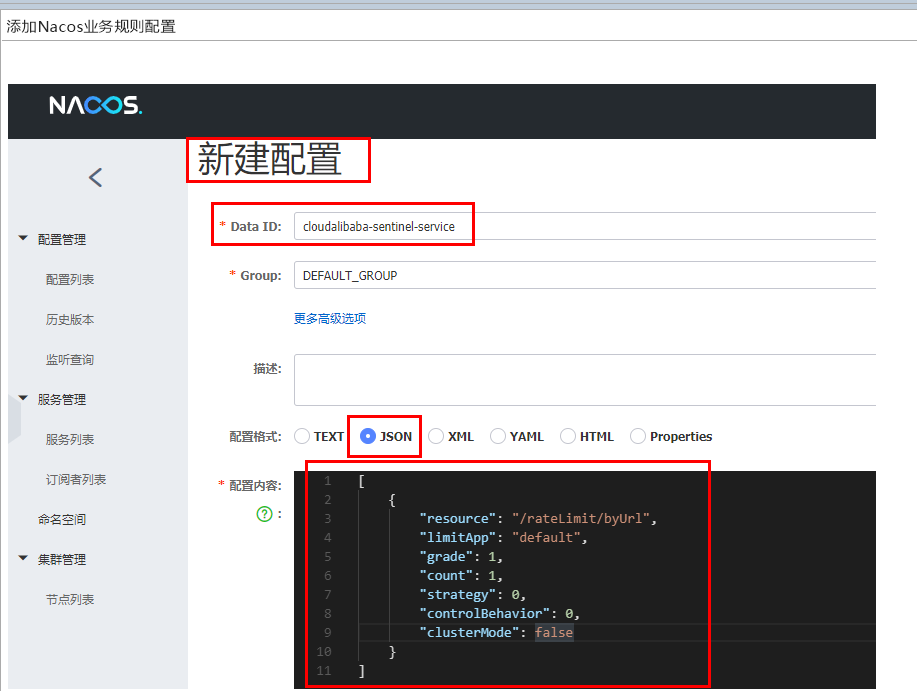 添加Nacos业务规则配置
NACOS.
新建配置
* Data ID: cloudalibaba-sentinel-service
* Group: DEFAULT_GROUP
更多高级选项
描述:
配置格式: TEXT JSON XML YAML HTML Properties
* 配置内容:
? :
1 [
2 {
3 "resource": "/rateLimit/byUrl",
4 "limitApp": "default",
5 "grade": 1,
6 "count": 1,
7 "strategy": 0,
8 "controlBehavior": 0,
9 "clusterMode": false
10 }
11 ]
配置管理
配置列表
历史版本
监听查询
服务管理
服务列表
订阅者列表
命名空间
集群管理
节点列表